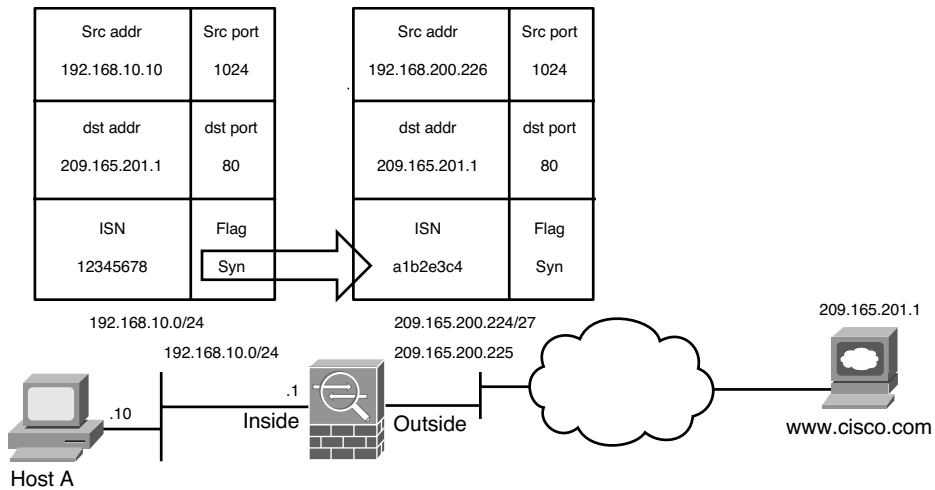 Src addr
Src port
192.168.10.10
1024
dst addr
dst port
209.165.201.1
80
ISN
Flag
12345678
Syn
Src addr
Src port
192.168.200.226
1024
dst addr
dst port
209.165.201.1
80
ISN
Flag
a1b2e3c4
Syn
192.168.10.0/24
209.165.200.224/27
209.165.201.1
192.168.10.0/24
209.165.200.225
.1
.10
Inside
Outside
www.cisco.com
Host A